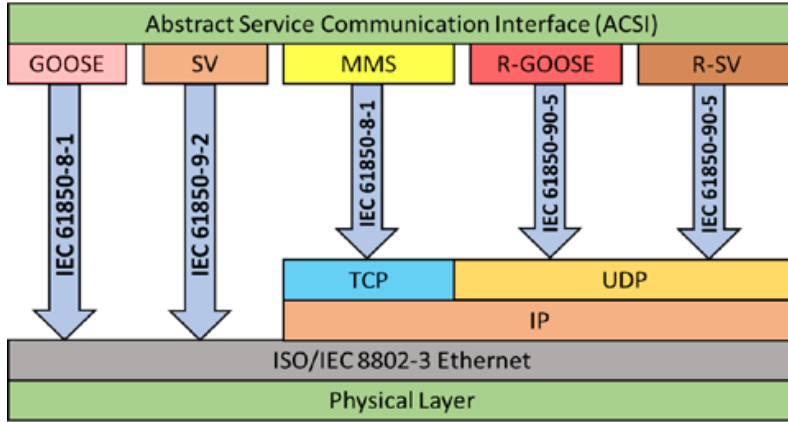 Abstract Service Communication Interface (ACSI)
GOOSE
SV
MMS
R-GOOSE
R-SV
IEC 61850-8-1
IEC 61850-9-2
IEC 61850-8-1
IEC 61850-90-5
IEC 61850-90-5
TCP
UDP
IP
ISO/IEC 8802-3 Ethernet
Physical Layer